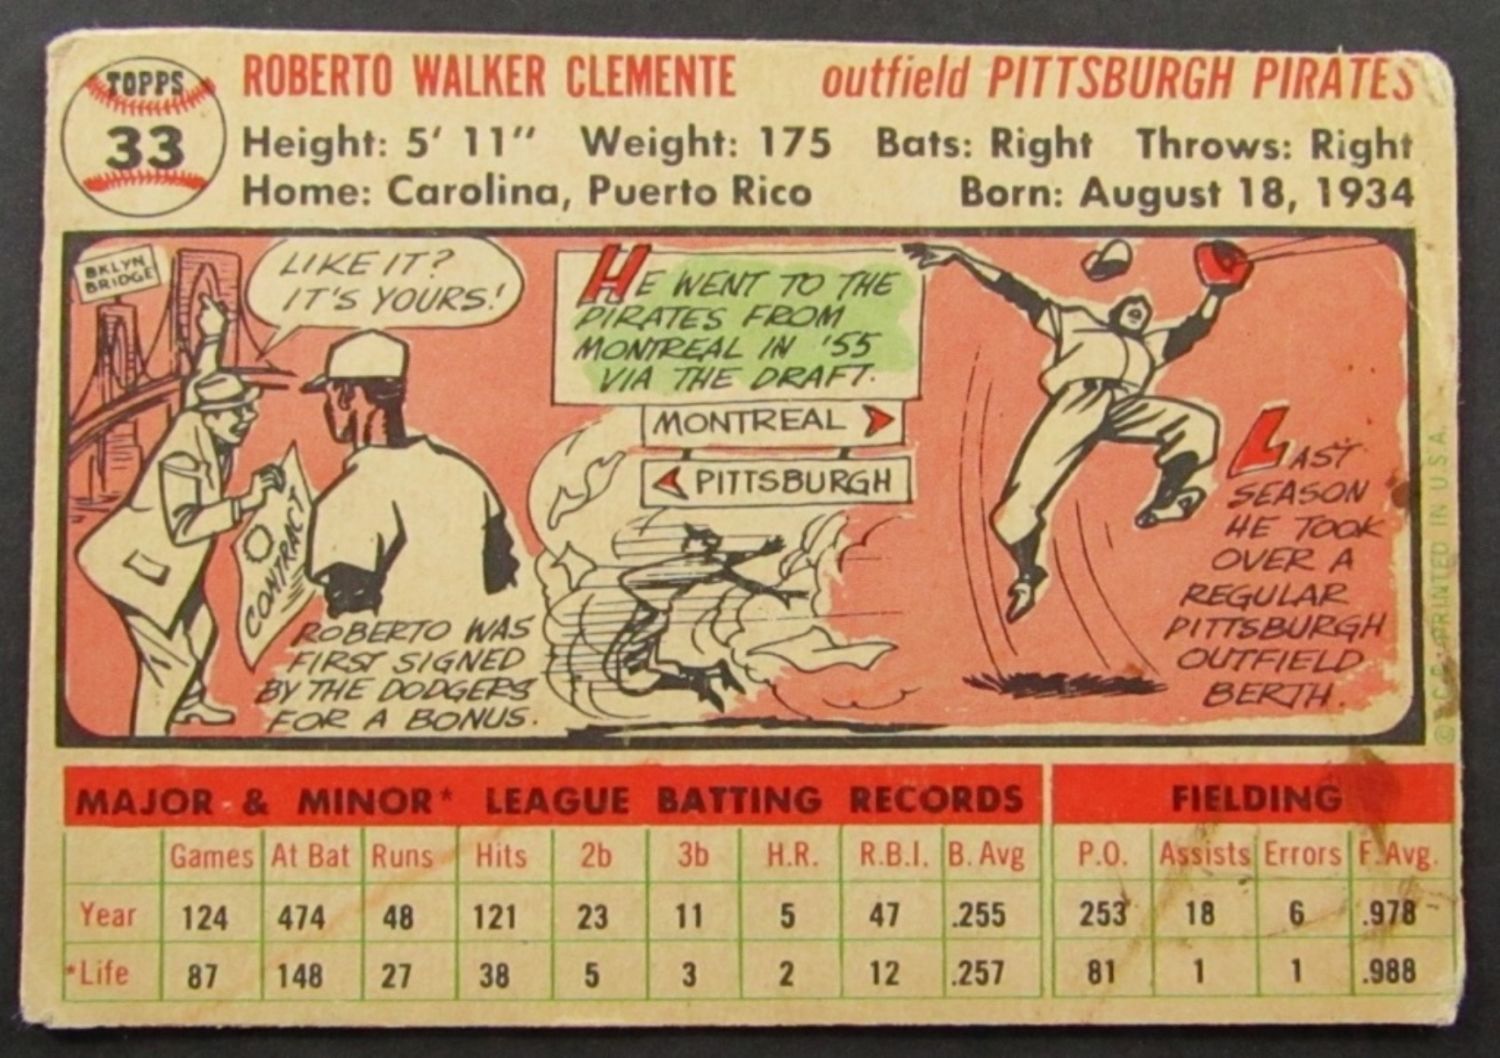 TOPPS
33
ROBERTO WALKER CLEMENTE outfield PITTSBURGH PIRATES
Height: 5' 11" Weight: 175 Bats: Right Throws: Right
Home: Carolina, Puerto Rico Born: August 18, 1934
BKLYN
BRIDGE
LIKE IT?
IT'S YOURS!
CONTRACT
ROBERTO WAS
FIRST SIGNED
BY THE DODGERS
FOR A BONUS.
HE WENT TO THE
PIRATES FROM
MONTREAL IN '55
VIA THE DRAFT.
MONTREAL
PITTSBURGH
LAST
SEASON
HE TOOK
OVER A
REGULAR
PITTSBURGH
OUTFIELD
BERTH.
© T.C.G. PRINTED IN U.S.A.
MAJOR & MINOR* LEAGUE BATTING RECORDS FIELDING
Games At Bat Runs Hits 2b 3b H.R. R.B.I. B. Avg P.O. Assists Errors F. Avg.
Year 124 474 48 121 23 11 5 47 .255 253 18 6 .978
*Life 87 148 27 38 5 3 2 12 .257 81 1 1 .988